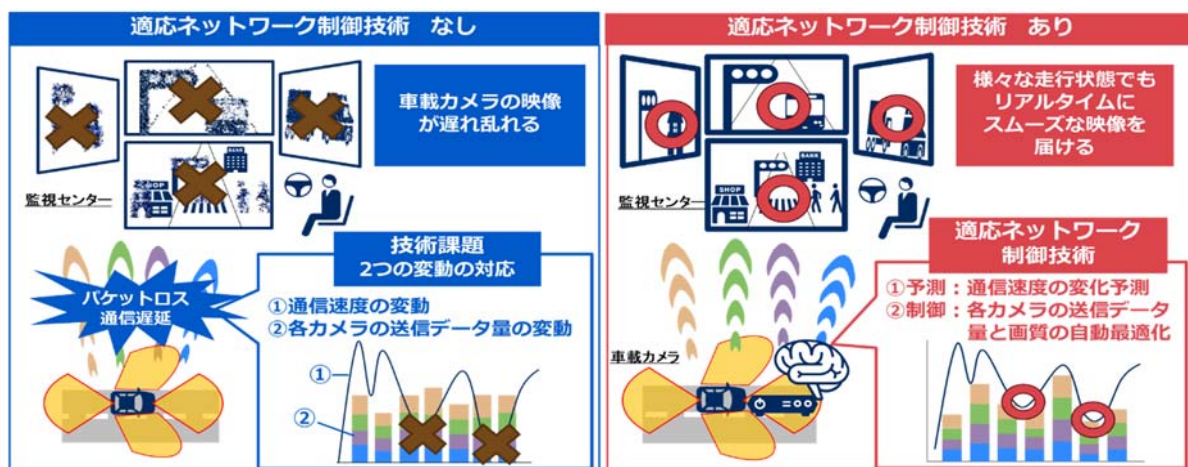 適応ネットワーク制御技術 なし
車載カメラの映像
が遅れ乱れる
BANK
監視センター
技術課題
2つの変動の対応
パケットロス
通信遅延
①通信速度の変動
②各カメラの送信データ量の変動
①
②
適応ネットワーク制御技術 あり
様々な走行状態でも
リアルタイムに
スムーズな映像を
届ける
BANK
SHOP
監視センター
適応ネットワーク
制御技術
①予測：通信速度の変化予測
②制御：各カメラの送信データ
量と画質の自動最適化
車載カメラ